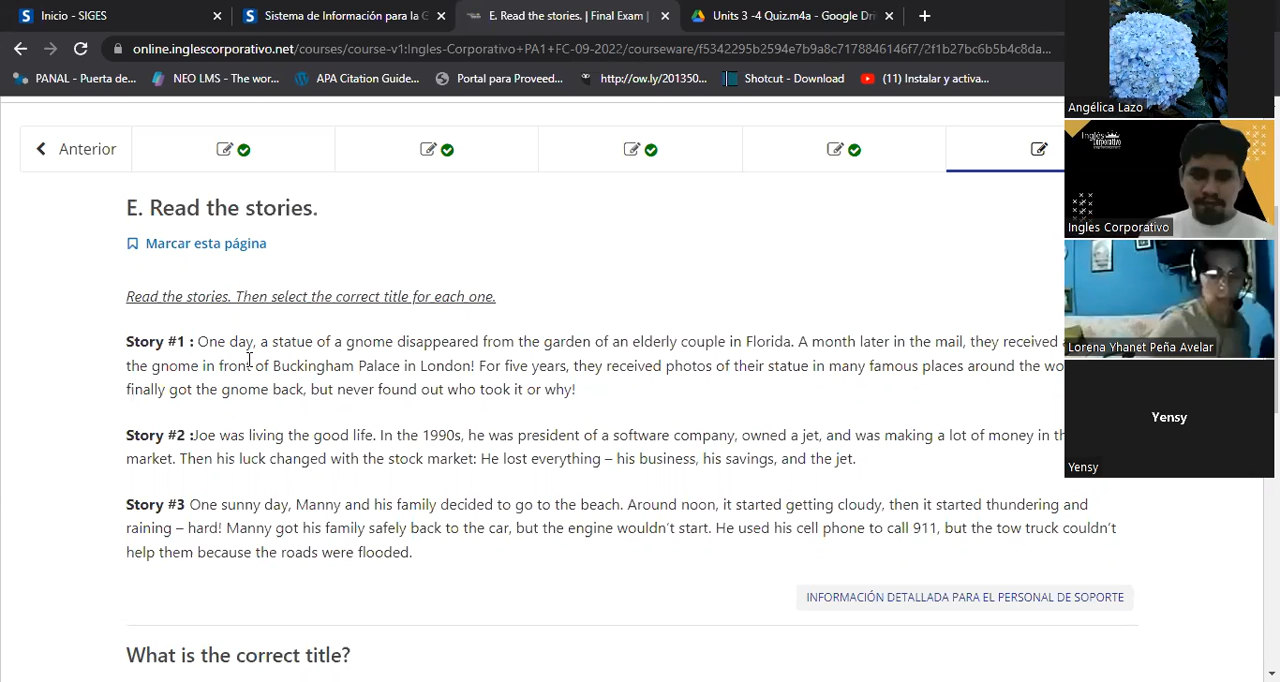 Inicio - SIGES
Sistema de Información para la G
E. Read the stories. | Final Exam |
Units 3 -4 Quiz.m4a - Google Dri
online.inglescorporativo.net/courses/course-v1:Ingles-Corporativo+PA1+FC-09-2022/courseware/f5342295b2594e7b9a8c7178846146f7/2f1b27bc6b5b4c8da...
PANAL - Puerta de...
NEO LMS - The wor...
APA Citation Guide...
Portal para Proveed...
http://ow.ly/201350...
Shotcut - Download
(11) Instalar y activa...
Anterior
E. Read the stories.
Marcar esta página
Read the stories. Then select the correct title for each one.
Story #1 : One day, a statue of a gnome disappeared from the garden of an elderly couple in Florida. A month later in the mail, they received
the gnome in front of Buckingham Palace in London! For five years, they received photos of their statue in many famous places around the wo
finally got the gnome back, but never found out who took it or why!
Story #2 :Joe was living the good life. In the 1990s, he was president of a software company, owned a jet, and was making a lot of money in th
market. Then his luck changed with the stock market: He lost everything – his business, his savings, and the jet.
Story #3 One sunny day, Manny and his family decided to go to the beach. Around noon, it started getting cloudy, then it started thundering and
raining – hard! Manny got his family safely back to the car, but the engine wouldn't start. He used his cell phone to call 911, but the tow truck couldn't
help them because the roads were flooded.
INFORMACIÓN DETALLADA PARA EL PERSONAL DE SOPORTE
What is the correct title?
Angélica Lazo
Inglés
Corporativo
Ingles Corporativo
Lorena Yhanet Peña Avelar
Yensy
Yensy